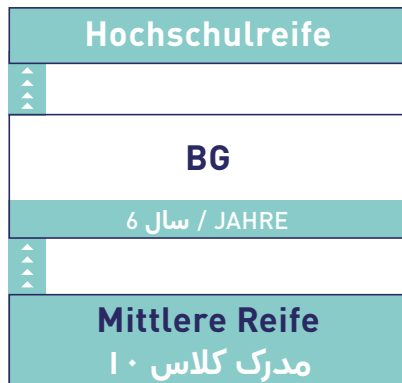 Hochschulreife
BG
6 سال / JAHRE
Mittlere Reife
مدرک کلاس ۱۰